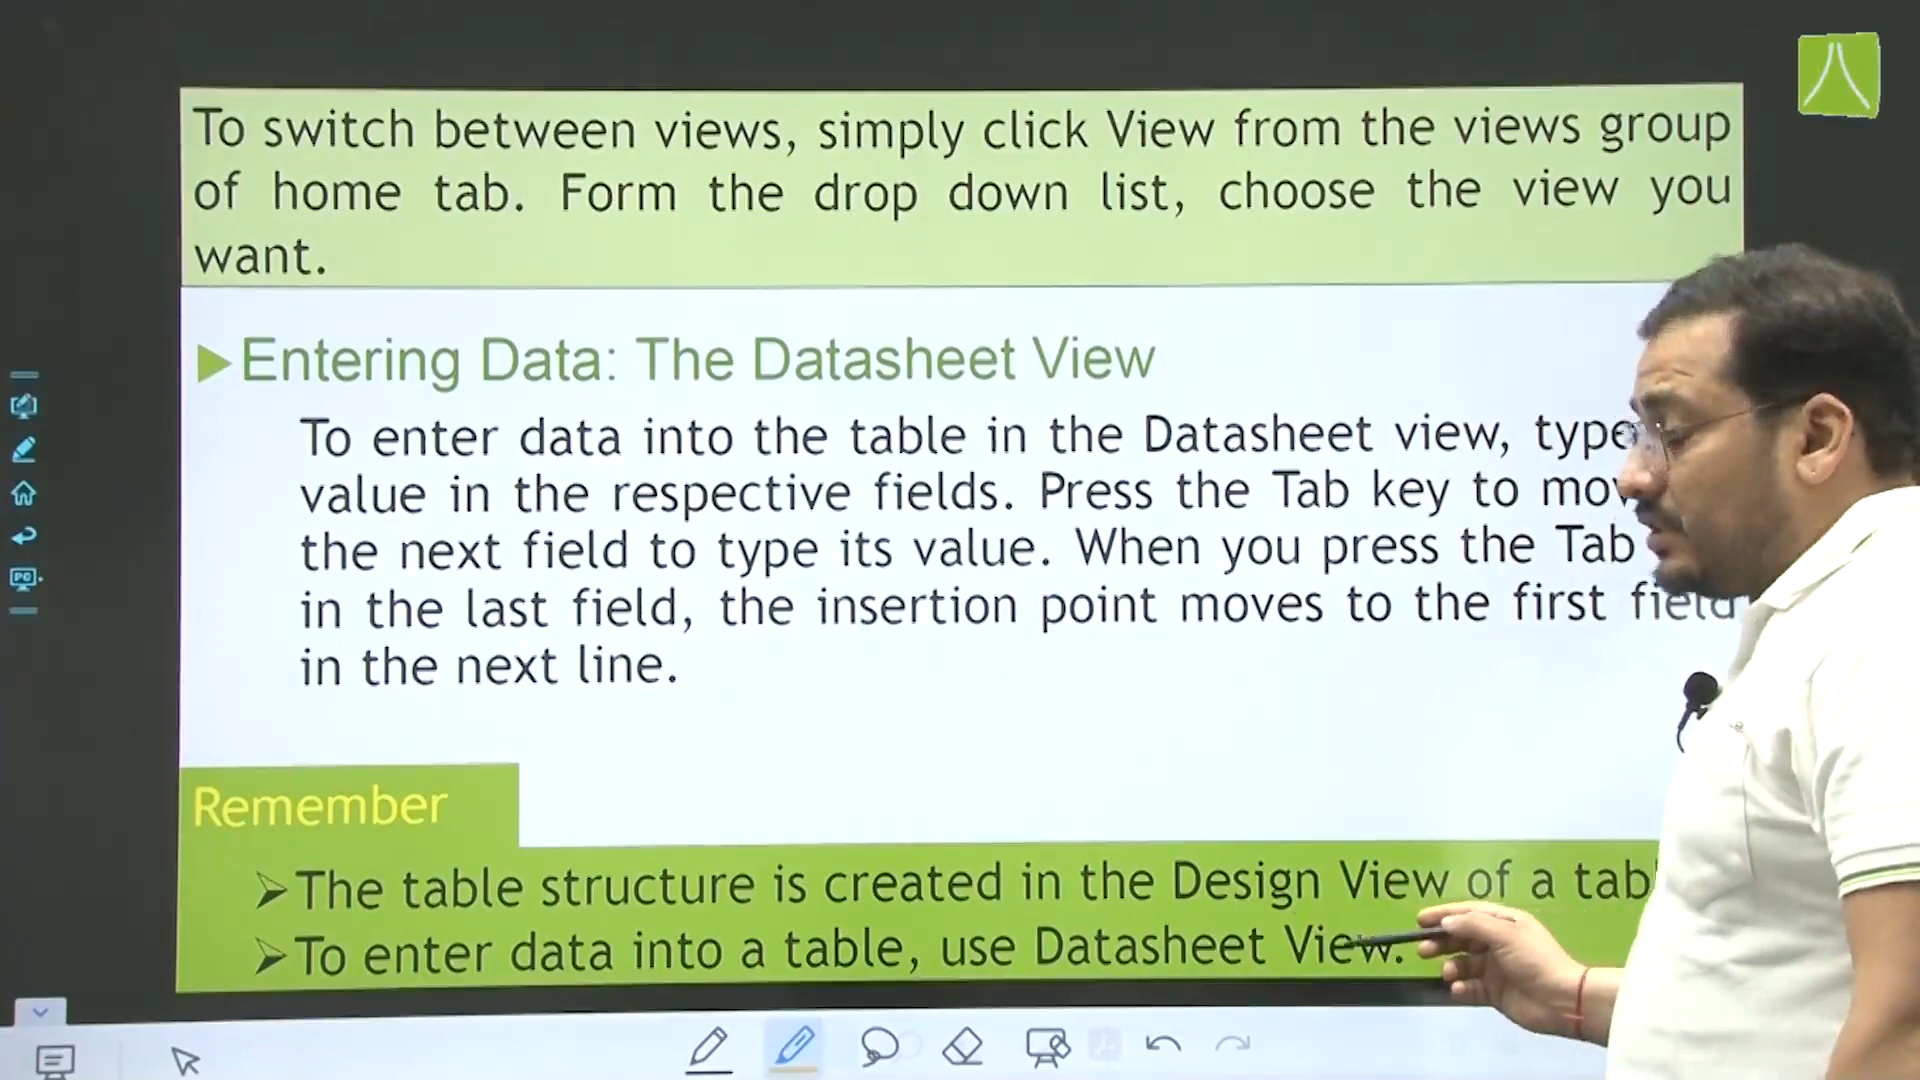 To switch between views, simply click View from the views group
of home tab. Form the drop down list, choose the view you
want.
Entering Data: The Datasheet View
To enter data into the table in the Datasheet view, type
value in the respective fields. Press the Tab key to
the next field to type its value. When you press the Tab
in the last field, the insertion point moves to the first field
in the next line.
Remember
The table structure is created in the Design View of a
To enter data into a table, use Datasheet View.
PC